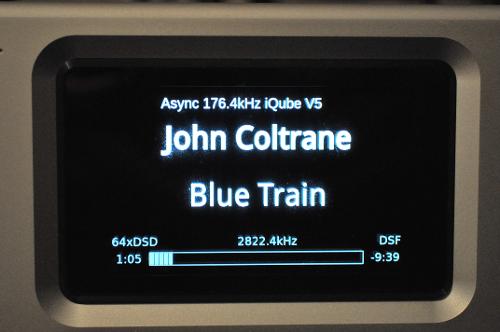 Async 176.4kHz iQube V5
John Coltrane
Blue Train
64xDSD 2822.4kHz DSF
1:05 -9:39